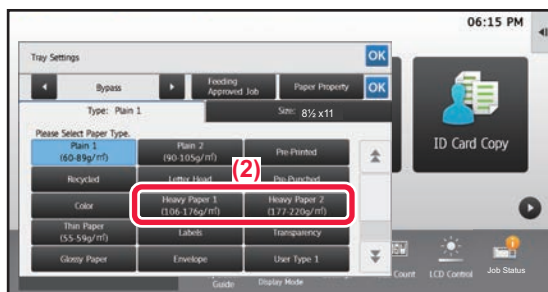 06:15 PM
Tray Settings
OK
Bypass
Feeding
Approved Job
Paper Property
OK
Type: Plain 1
Size: 8½x11
Please Select Paper Type.
Plain 1
(60-89g/㎡)
Plain 2
(90-105g/㎡)
Pre-Printed
Recycled
Letter Head
(2)
Pre-Punched
Color
Heavy Paper 1
(106-176g/㎡)
Heavy Paper 2
(177-220g/㎡)
Thin Paper
(55-59g/㎡)
Labels
Transparency
Glossy Paper
Envelope
User Type 1
ID Card Copy
Guide
Display Mode
Count
LCD Control
Job Status